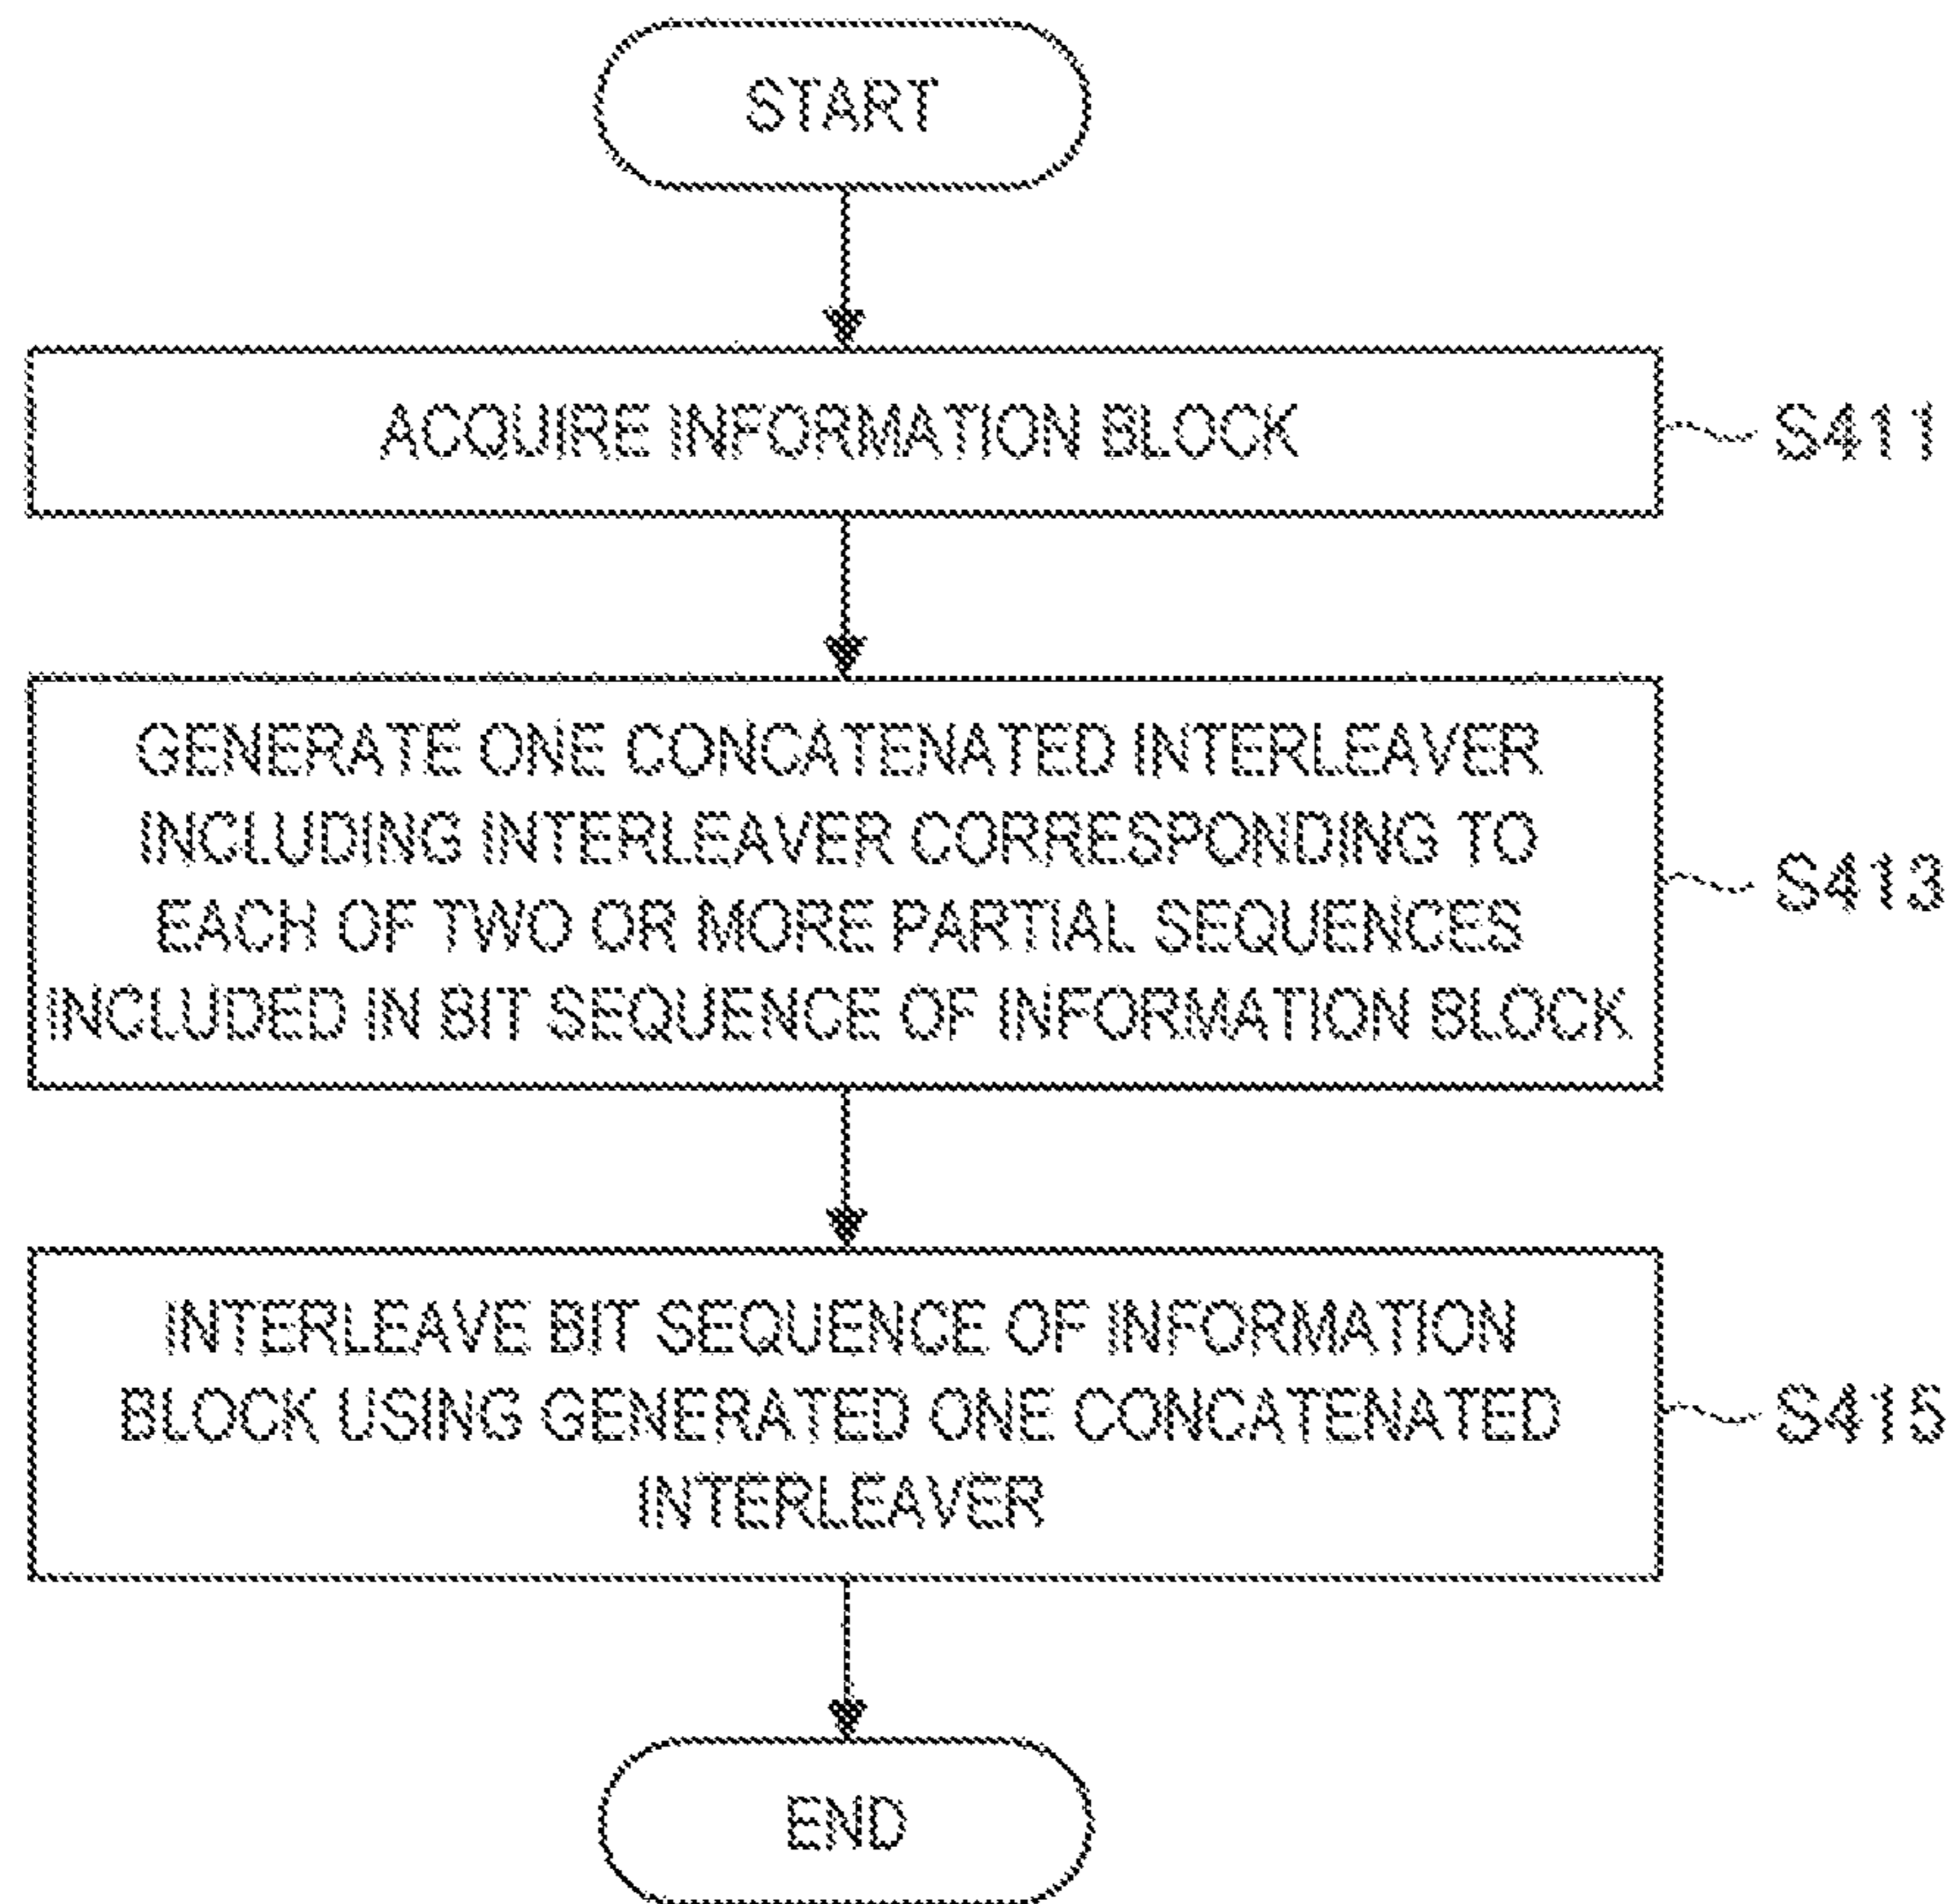 START
ACQUIRE INFORMATION BLOCK
S411
GENERATE ONE CONCATENATED INTERLEAVER
INCLUDING INTERLEAVER CORRESPONDING TO
EACH OF TWO OR MORE PARTIAL SEQUENCES
INCLUDED IN BIT SEQUENCE OF INFORMATION BLOCK
S413
INTERLEAVE BIT SEQUENCE OF INFORMATION
BLOCK USING GENERATED ONE CONCATENATED
INTERLEAVER
S415
END